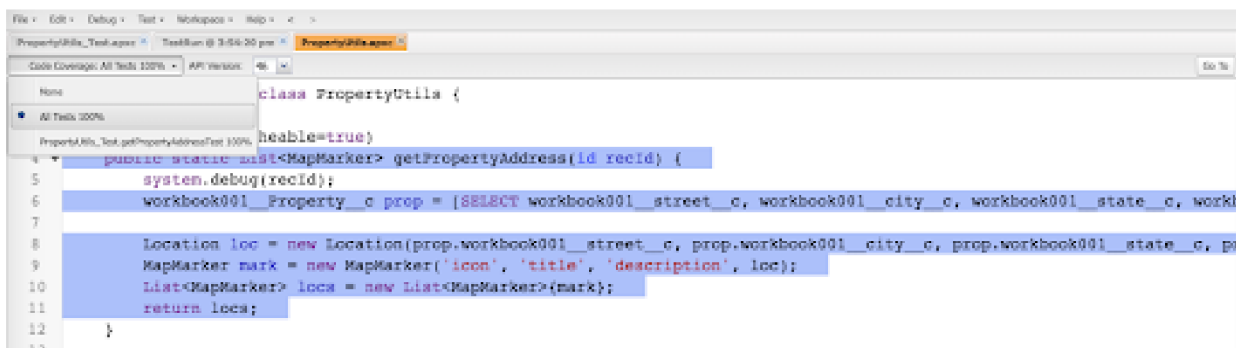 File Edit Debug Test Workspace Help < >
PropertyUtils_Test.apxc TestRun @ 3:54:20 pm PropertyUtils.apxc
Code Coverage: All Tests 100% API Version: 46 Go To
None
class PropertyUtils {
All Tests 100%
PropertyUtils_Test.getPropertyAddressTest 100%
heable=true)
4 public static List<MapMarker> getPropertyAddress(id recId) {
5 system.debug(recId);
6 workbook001__Property__c prop = [SELECT workbook001__street__c, workbook001__city__c, workbook001__state__c, workb
7
8 Location loc = new Location(prop.workbook001__street__c, prop.workbook001__city__c, prop.workbook001__state__c, pr
9 MapMarker mark = new MapMarker('icon', 'title', 'description', loc);
10 List<MapMarker> locs = new List<MapMarker>{mark};
11 return locs;
12 }